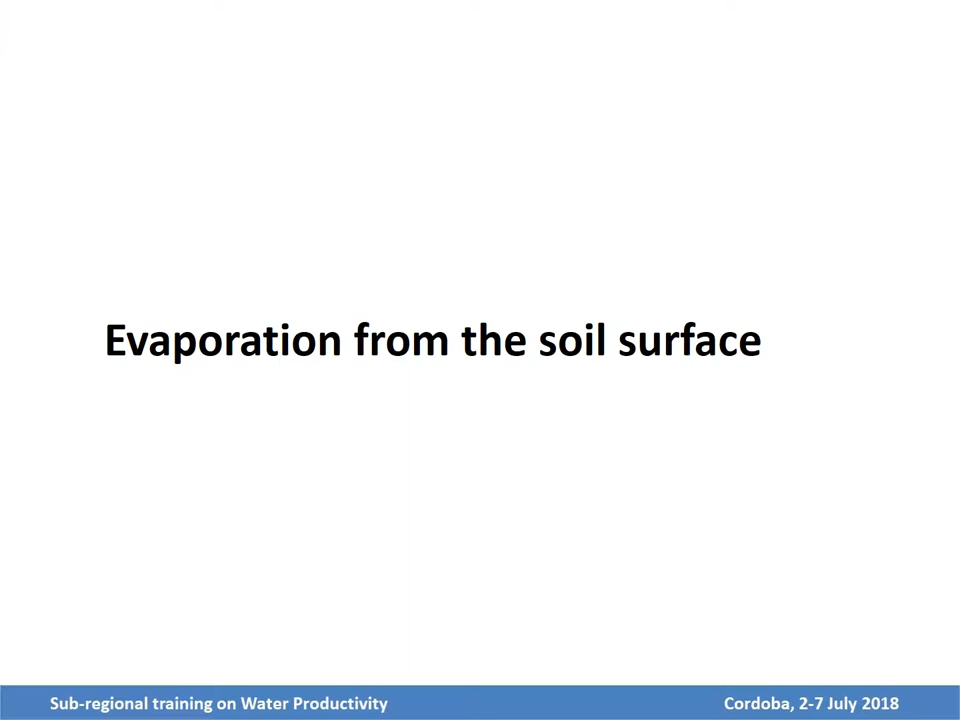 Evaporation from the soil surface
Sub-regional training on Water Productivity
Cordoba, 2-7 July 2018